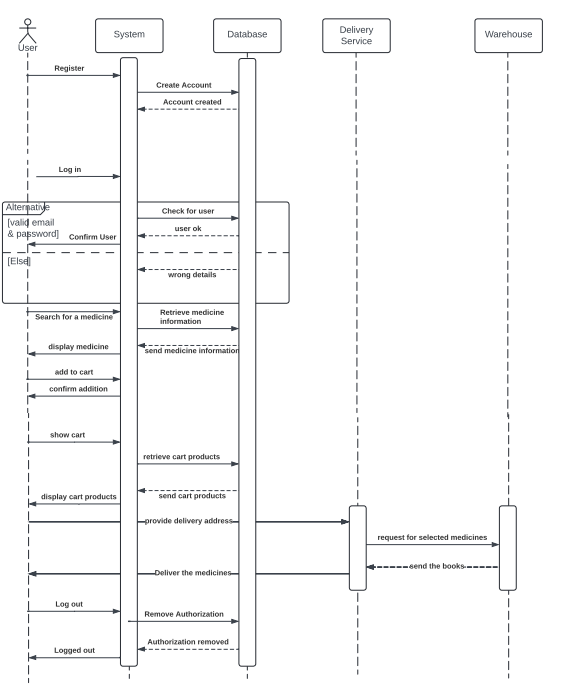 User
System
Database
Delivery
Service
Warehouse
Register
Create Account
Account created
Log in
Alternative
[valid email
& password]
Check for user
user ok
Confirm User
[Else]
wrong details
Search for a medicine
Retrieve medicine
information
display medicine
send medicine information
add to cart
confirm addition
show cart
retrieve cart products
send cart products
display cart products
provide delivery address
request for selected medicines
send the books
Deliver the medicines
Log out
Remove Authorization
Authorization removed
Logged out